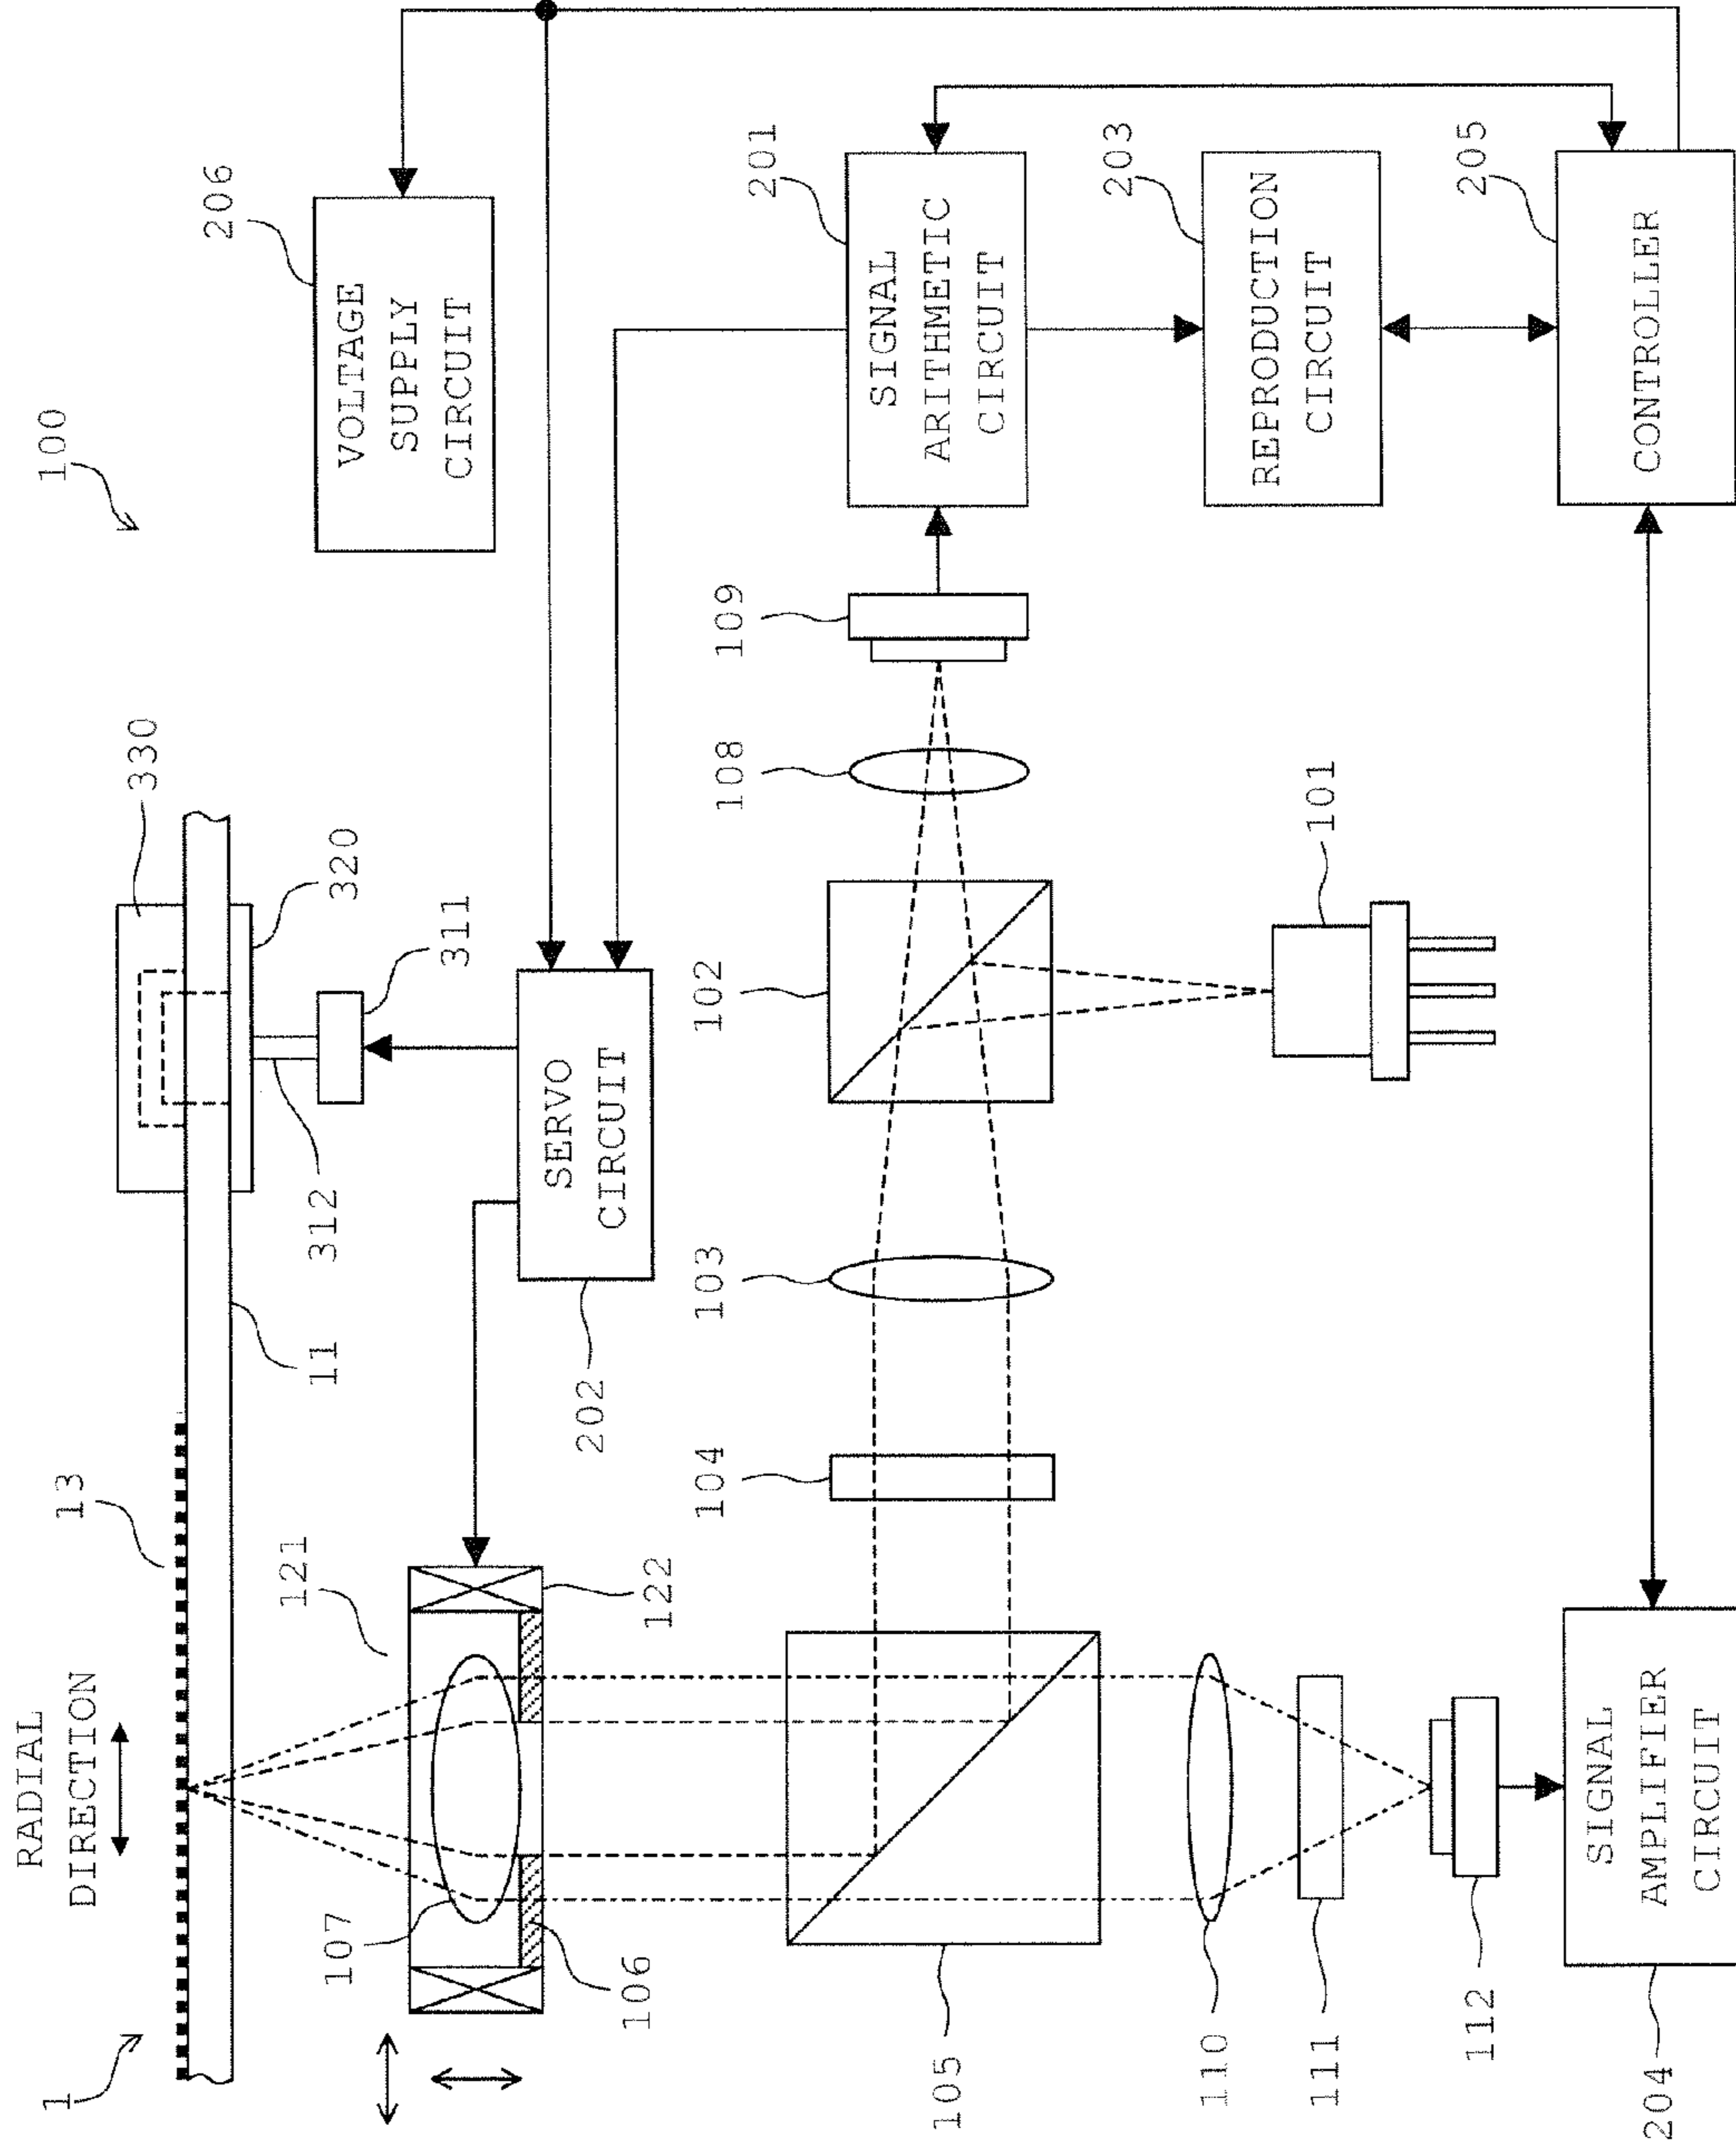 100
206
VOLTAGE
SUPPLY
CIRCUIT
201
SIGNAL
ARITHMETIC
CIRCUIT
203
REPRODUCTION
CIRCUIT
205
CONTROLLER
330
320
311
312
11
13
1
RADIAL
DIRECTION
SERVO
CIRCUIT
202
109
108
101
102
103
104
121
122
107
106
105
110
111
112
SIGNAL
AMPLIFIER
CIRCUIT
204